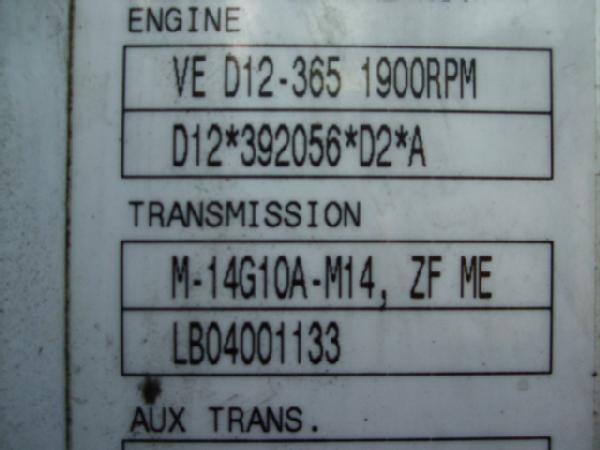 ENGINE
VE D12-365 1900RPM
D12*392056*D2*A
TRANSMISSION
M-14G10A-M14, ZF ME
LB04001133
AUX TRANS.